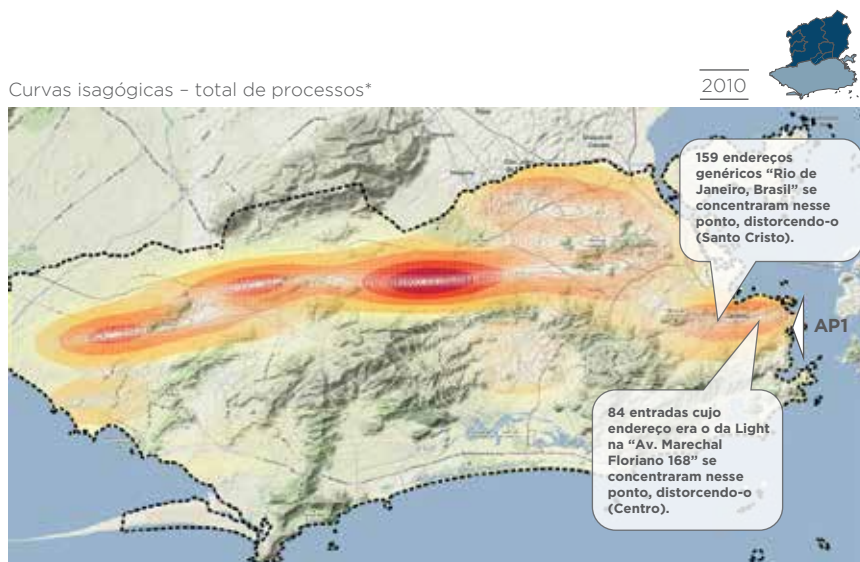 Curvas isagógicas – total de processos*
2010
159 endereços
genéricos “Rio de
Janeiro, Brasil” se
concentraram nesse
ponto, distorcendo-o
(Santo Cristo).
AP1
84 entradas cujo
endereço era o da Light
na “Av. Marechal
Floriano 168” se
concentraram nesse
ponto, distorcendo-o
(Centro).